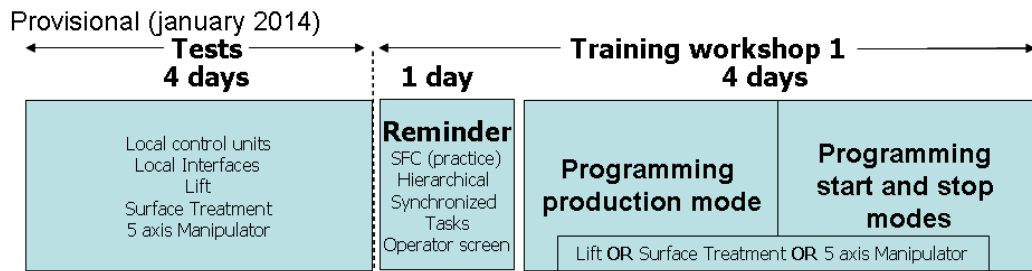 Provisional (january 2014)
Tests
4 days
Training workshop 1
1 day
4 days
Local control units
Local Interfaces
Lift
Surface Treatment
5 axis Manipulator
Reminder
SFC (practice)
Hierarchical
Synchronized
Tasks
Operator screen
Programming
production mode
Programming
start and stop
modes
Lift OR Surface Treatment OR 5 axis Manipulator